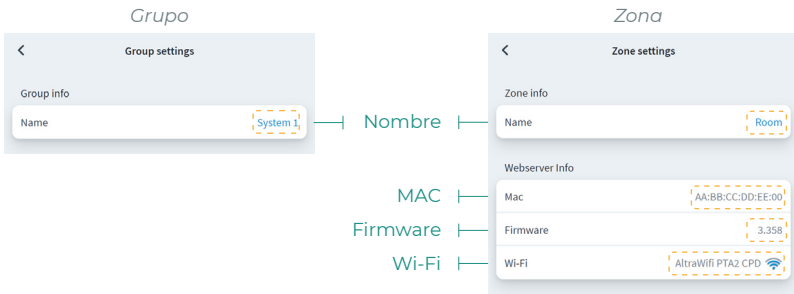 Grupo
Group settings
Group info
Name System 1
Nombre
MAC
Firmware
Wi-Fi
Zona
Zone settings
Zone info
Name Room
Webserver Info
Mac AA:BB:CC:DD:EE:00
Firmware 3.358
Wi-Fi AltraWifi PTA2 CPD